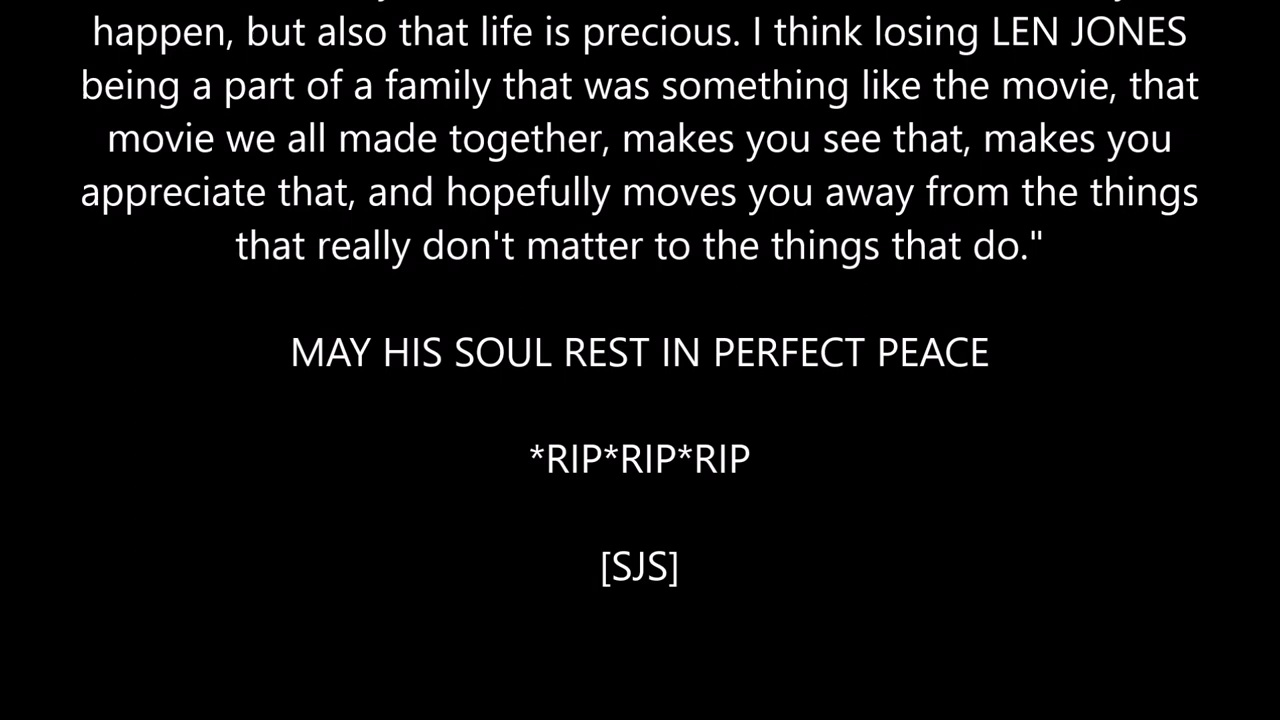 happen, but also that life is precious. I think losing LEN JONES
being a part of a family that was something like the movie, that
movie we all made together, makes you see that, makes you
appreciate that, and hopefully moves you away from the things
that really don't matter to the things that do."
MAY HIS SOUL REST IN PERFECT PEACE
*RIP*RIP*RIP
[SJS]